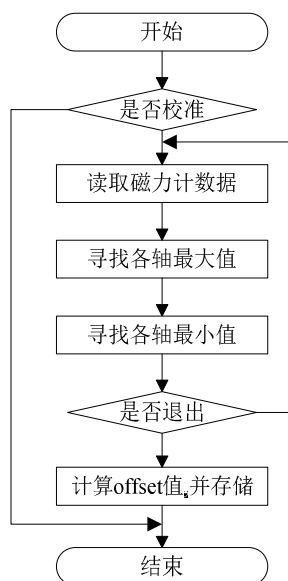 开始
是否校准
读取磁力计数据
寻找各轴最大值
寻找各轴最小值
是否退出
计算offset值,并存储
结束